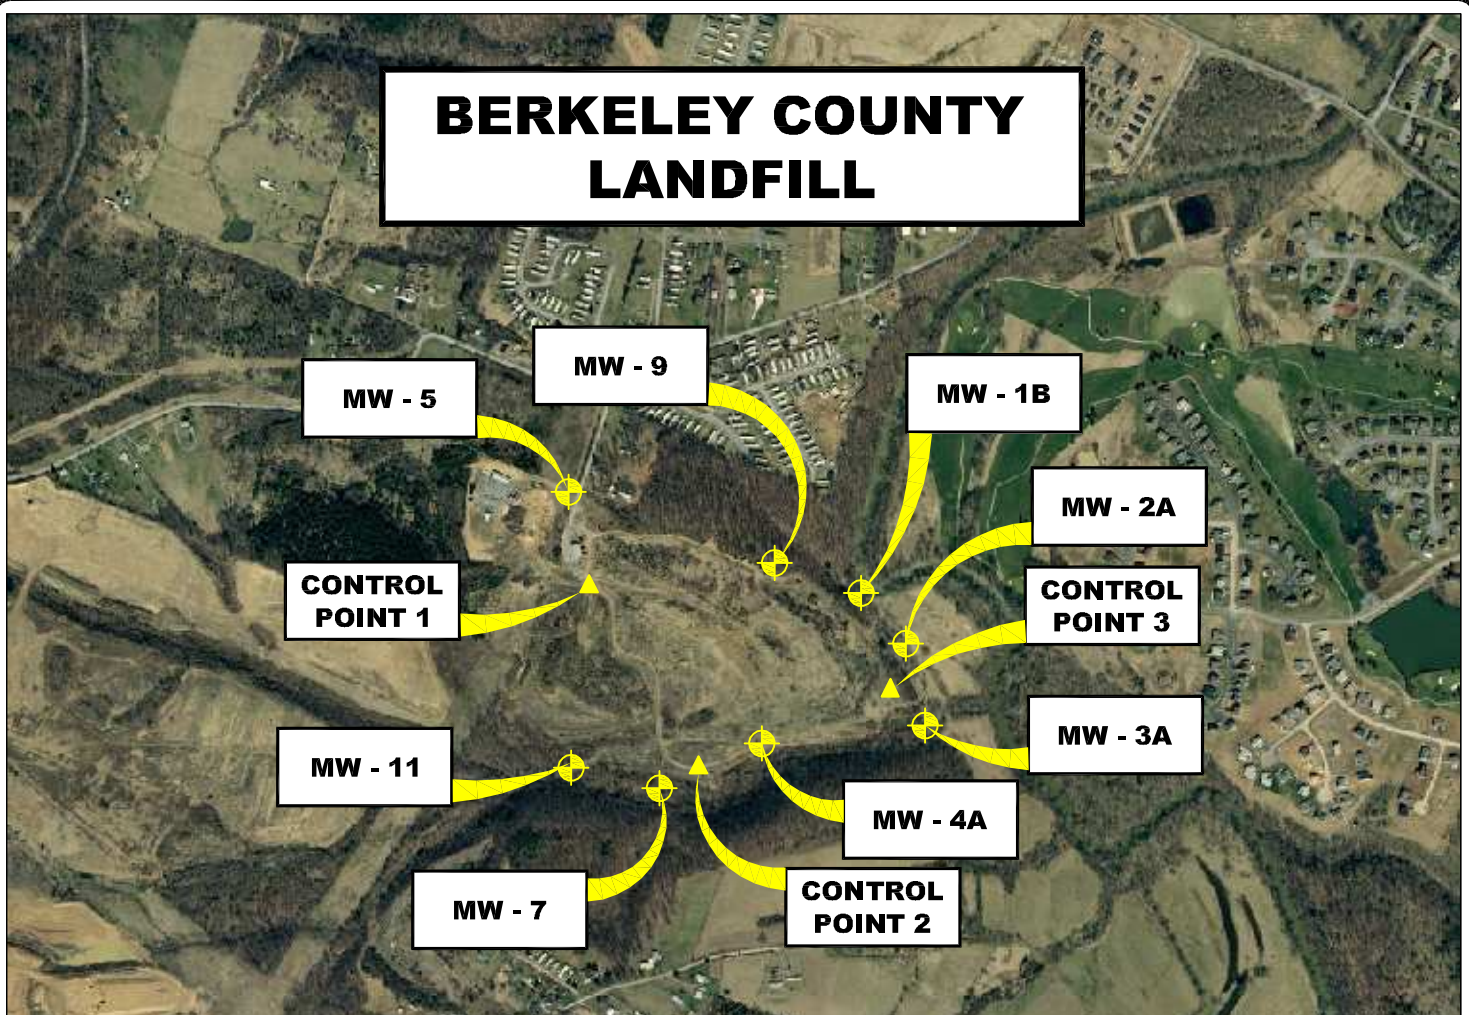 BERKELEY COUNTY
LANDFILL
MW - 9
MW - 5
MW - 1B
MW - 2A
CONTROL
POINT 1
CONTROL
POINT 3
MW - 3A
MW - 11
MW - 4A
MW - 7
CONTROL
POINT 2